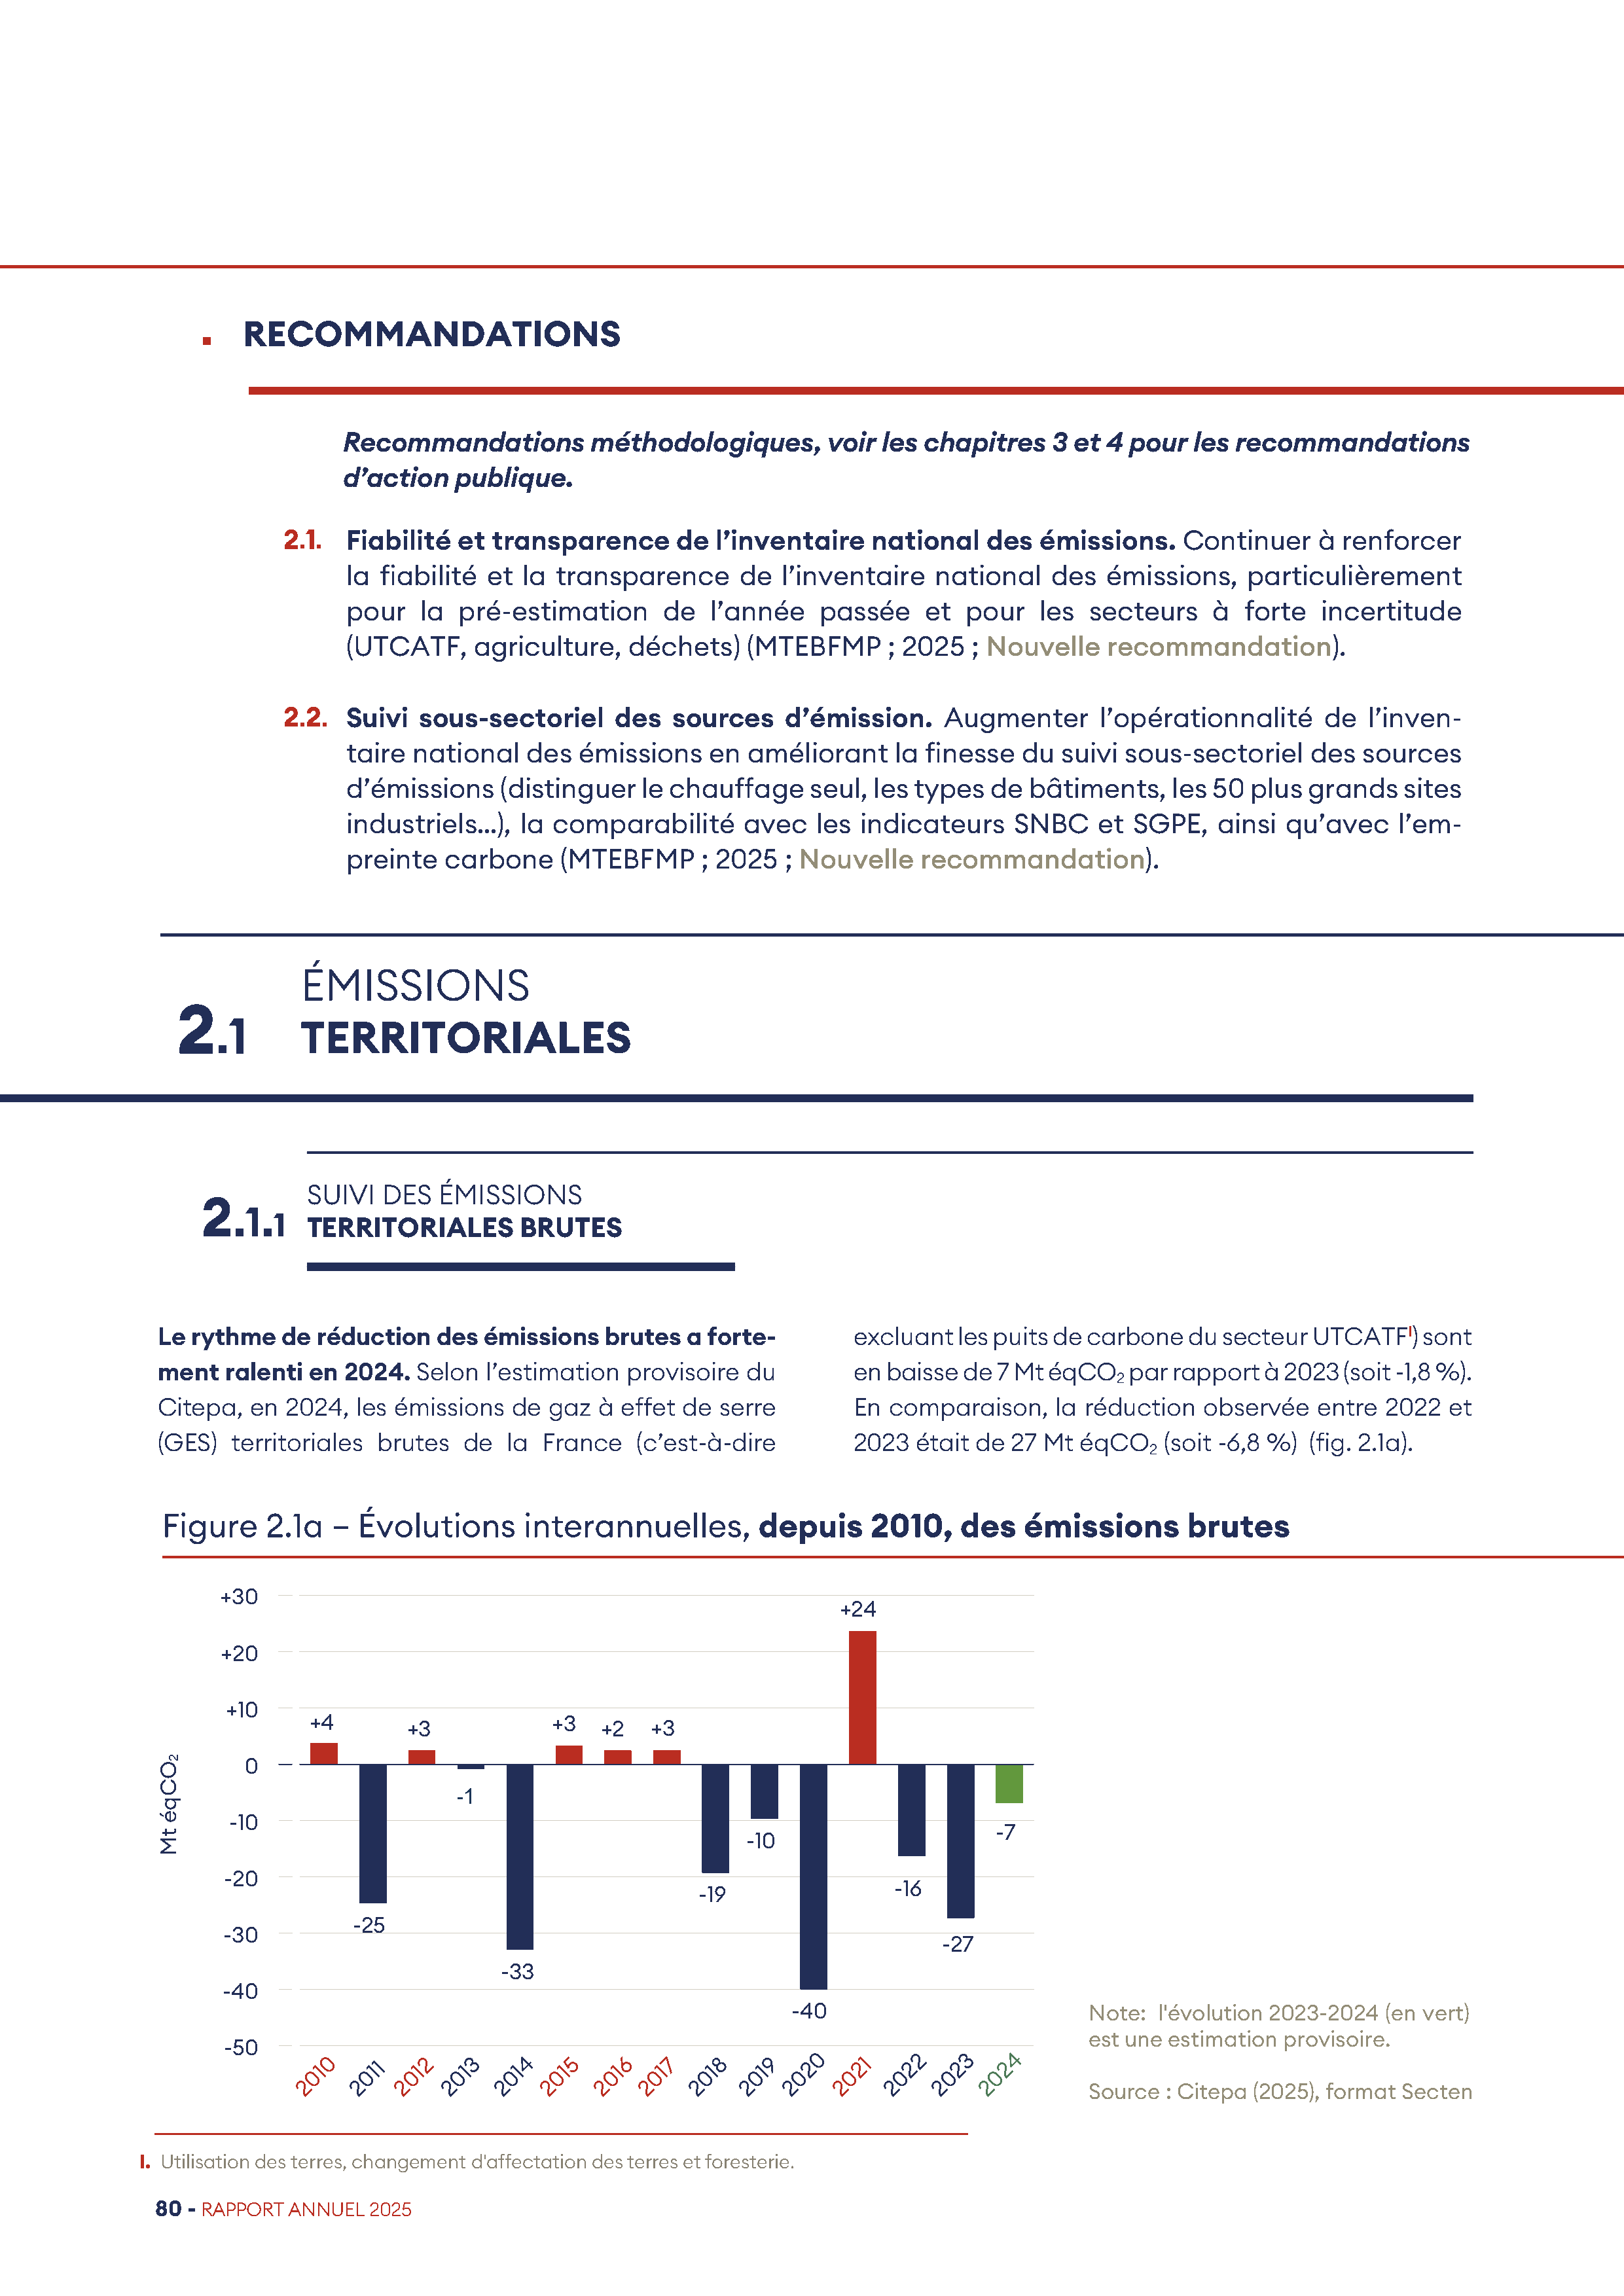 RECOMMANDATIONS
Recommandations méthodologiques, voir les chapitres 3 et 4 pour les recommandations
d’action publique.
2.1. Fiabilité et transparence de l’inventaire national des émissions. Continuer à renforcer
la fiabilité et la transparence de l’inventaire national des émissions, particulièrement
pour la pré-estimation de l’année passée et pour les secteurs à forte incertitude
(UTCATF, agriculture, déchets) (MTEBFMP ; 2025 ; Nouvelle recommandation).
2.2. Suivi sous-sectoriel des sources d’émission. Augmenter l’opérationnalité de l’inven-
taire national des émissions en améliorant la finesse du suivi sous-sectoriel des sources
d’émissions (distinguer le chauffage seul, les types de bâtiments, les 50 plus grands sites
industriels...), la comparabilité avec les indicateurs SNBC et SGPE, ainsi qu’avec l’em-
preinte carbone (MTEBFMP ; 2025 ; Nouvelle recommandation).
2.1 ÉMISSIONS
TERRITORIALES
2.1.1 SUIVI DES ÉMISSIONS
TERRITORIALES BRUTES
Le rythme de réduction des émissions brutes a forte-
ment ralenti en 2024. Selon l’estimation provisoire du
Citepa, en 2024, les émissions de gaz à effet de serre
(GES) territoriales brutes de la France (c’est-à-dire
excluant les puits de carbone du secteur UTCATF¹) sont
en baisse de 7 Mt éqCO₂ par rapport à 2023 (soit -1,8 %).
En comparaison, la réduction observée entre 2022 et
2023 était de 27 Mt éqCO₂ (soit -6,8 %) (fig. 2.1a).
Figure 2.1a – Évolutions interannuelles, depuis 2010, des émissions brutes
Mt éqCO₂
+30
+20
+10
0
-10
-20
-30
-40
-50
+4
-25
+3
-1
-33
+3
+2
+3
-19
-10
-40
+24
-16
-27
-7
2010
2011
2012
2013
2014
2015
2016
2017
2018
2019
2020
2021
2022
2023
2024
Note: l'évolution 2023-2024 (en vert)
est une estimation provisoire.
Source : Citepa (2025), format Secten
I. Utilisation des terres, changement d'affectation des terres et foresterie.
80 - RAPPORT ANNUEL 2025